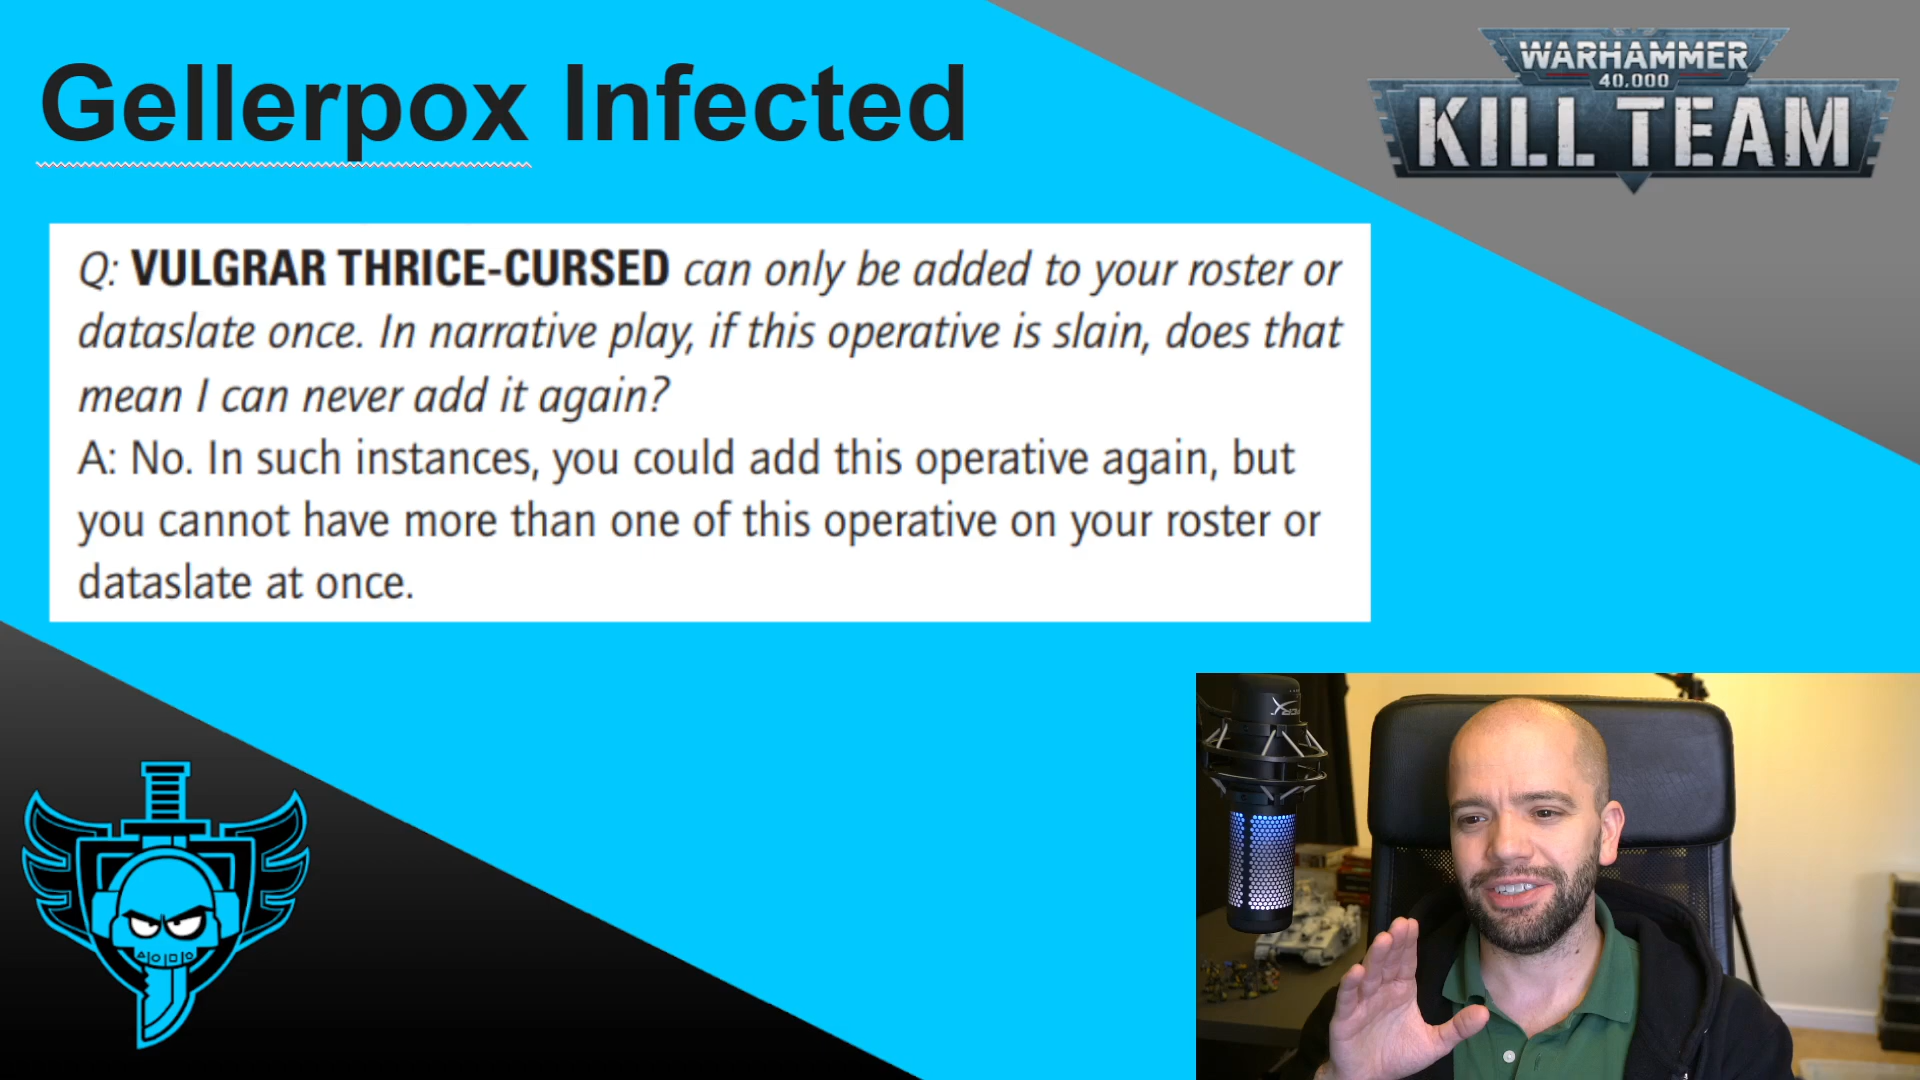 Gellerpox Infected
WARHAMMER
40,000
KILL TEAM
Q: VULGRAR THRICE-CURSED can only be added to your roster or
dataslate once. In narrative play, if this operative is slain, does that
mean I can never add it again?
A: No. In such instances, you could add this operative again, but
you cannot have more than one of this operative on your roster or
dataslate at once.